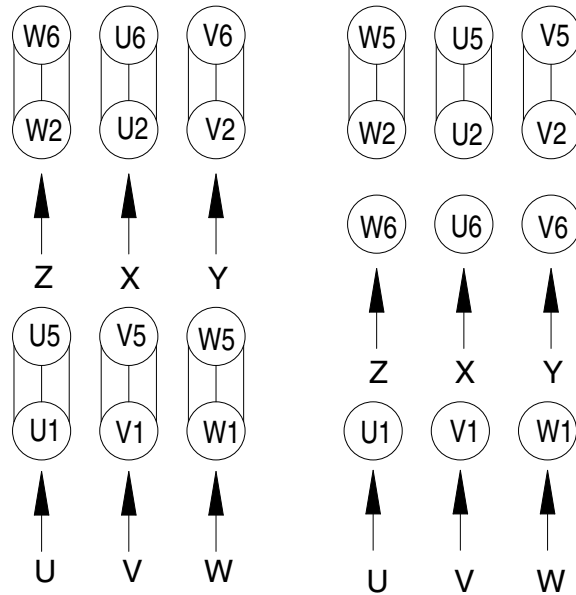 W6 U6 V6 W5 U5 V5
W2 U2 V2 W2 U2 V2
W6 U6 V6
Z X Y
U5 V5 W5
Z X Y
U1 V1 W1 U1 V1 W1
U V W U V W